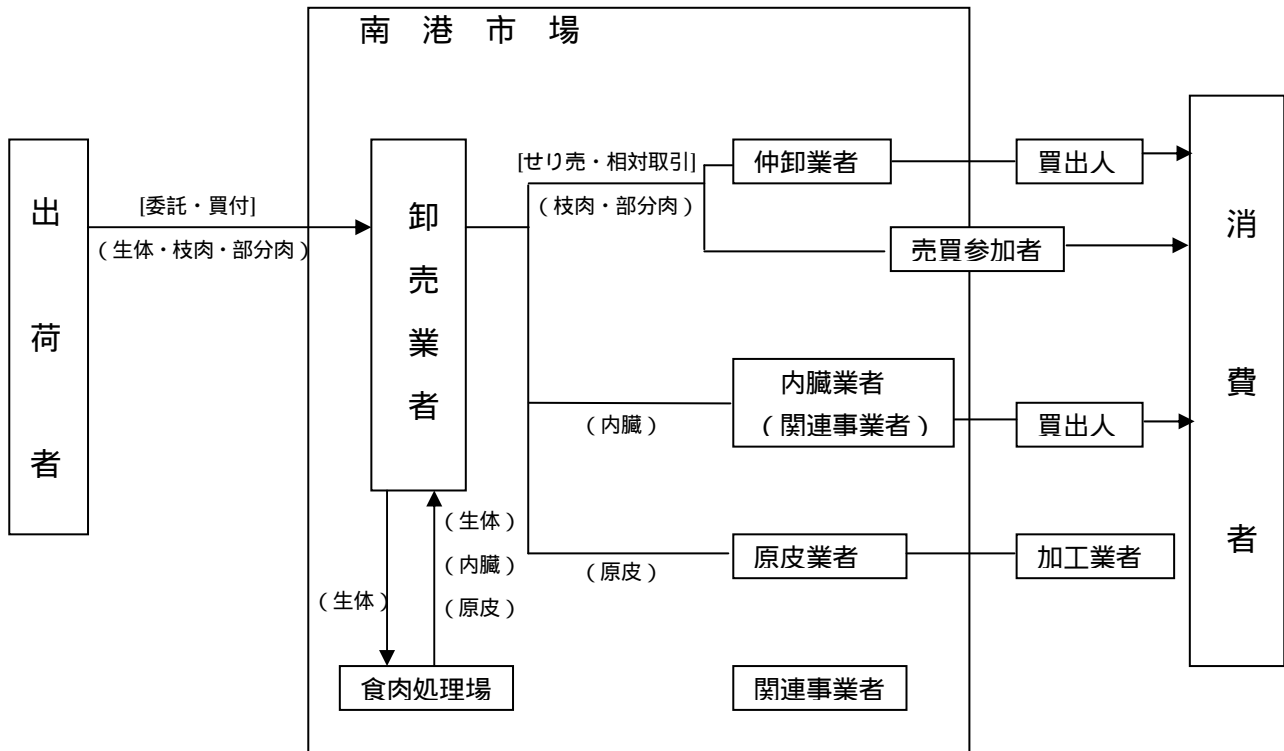 南港市場
出荷者
[委託・買付]
(生体・枝肉・部分肉)
卸売業者
[せり売・相対取引]
(枝肉・部分肉)
仲卸業者
買出人
売買参加者
消費者
(内臓)
内臓業者
(関連事業者)
買出人
(原皮)
原皮業者
加工業者
(生体)
(生体)
(内臓)
(原皮)
食肉処理場
関連事業者